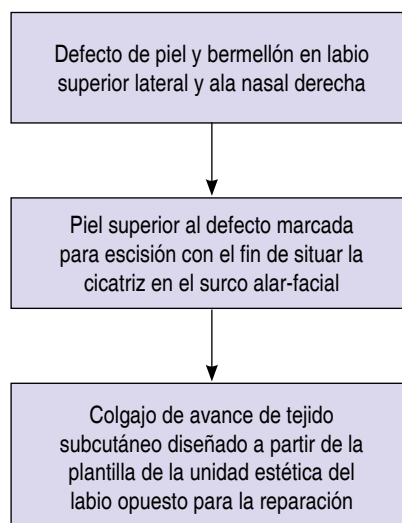 Defecto de piel y bermellón en labio
superior lateral y ala nasal derecha
Piel superior al defecto marcada
para escisión con el fin de situar la
cicatriz en el surco alar-facial
Colgajo de avance de tejido
subcutáneo diseñado a partir de la
plantilla de la unidad estética del
labio opuesto para la reparación